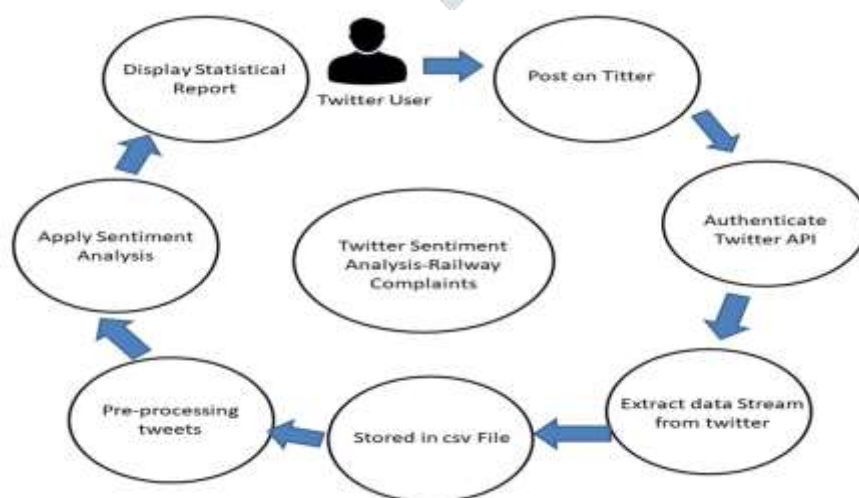 Display Statistical
Report
Twitter User
Post on Titter
Authenticate
Twitter API
Extract data Stream
from twitter
Stored in csv File
Pre-processing
tweets
Apply Sentiment
Analysis
Twitter Sentiment
Analysis-Railway
Complaints